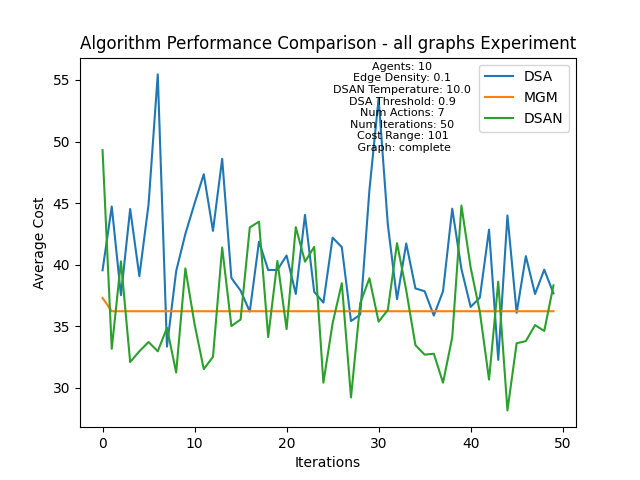 Algorithm Performance Comparison - all graphs Experiment
Agents: 10
Edge Density: 0.1
DSAN Temperature: 10.0
DSA Threshold: 0.9
Num Actions: 7
Num Iterations: 50
Cost Range: 101
Graph: complete
DSA
MGM
DSAN
Average Cost
55
50
45
40
35
30
0
10
20
30
40
50
Iterations